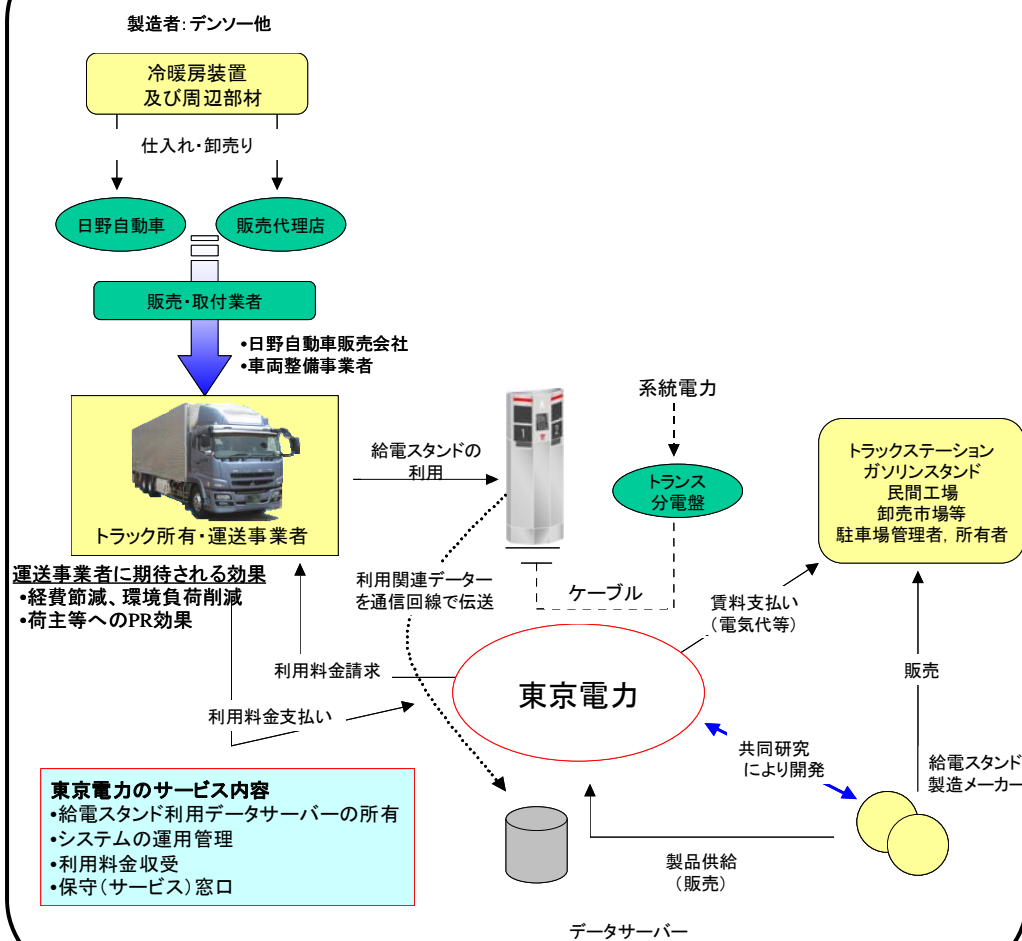 製造者：デンソー他
冷暖房装置
及び周辺部材
仕入れ・卸売り
日野自動車
販売代理店
販売・取付業者
•日野自動車販売会社
•車両整備事業者
トラック所有・運送事業者
運送事業者に期待される効果
•経費節減、環境負荷削減
•荷主等へのPR効果
給電スタンドの
利用
1
2
系統電力
トランス
分電盤
ケーブル
トラックステーション
ガソリンスタンド
民間工場
卸売市場等
駐車場管理者，所有者
利用関連データー
を通信回線で伝送
賃料支払い
（電気代等）
利用料金請求
利用料金支払い
東京電力
販売
共同研究
により開発
給電スタンド
製造メーカー
東京電力のサービス内容
•給電スタンド利用データサーバーの所有
•システムの運用管理
•利用料金収受
•保守（サービス）窓口
製品供給
（販売）
データサーバー